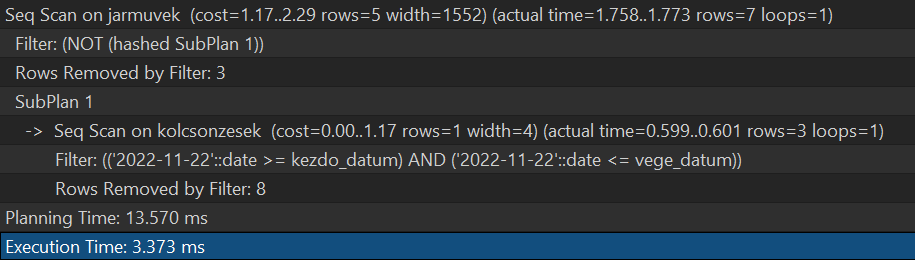 Seq Scan on jarmuvek (cost=1.17..2.29 rows=5 width=1552) (actual time=1.758..1.773 rows=7 loops=1)
Filter: (NOT (hashed SubPlan 1))
Rows Removed by Filter: 3
SubPlan 1
-> Seq Scan on kolcsonzesek (cost=0.00..1.17 rows=1 width=4) (actual time=0.599..0.601 rows=3 loops=1)
Filter: (('2022-11-22'::date >= kezdo_datum) AND ('2022-11-22'::date <= vege_datum))
Rows Removed by Filter: 8
Planning Time: 13.570 ms
Execution Time: 3.373 ms